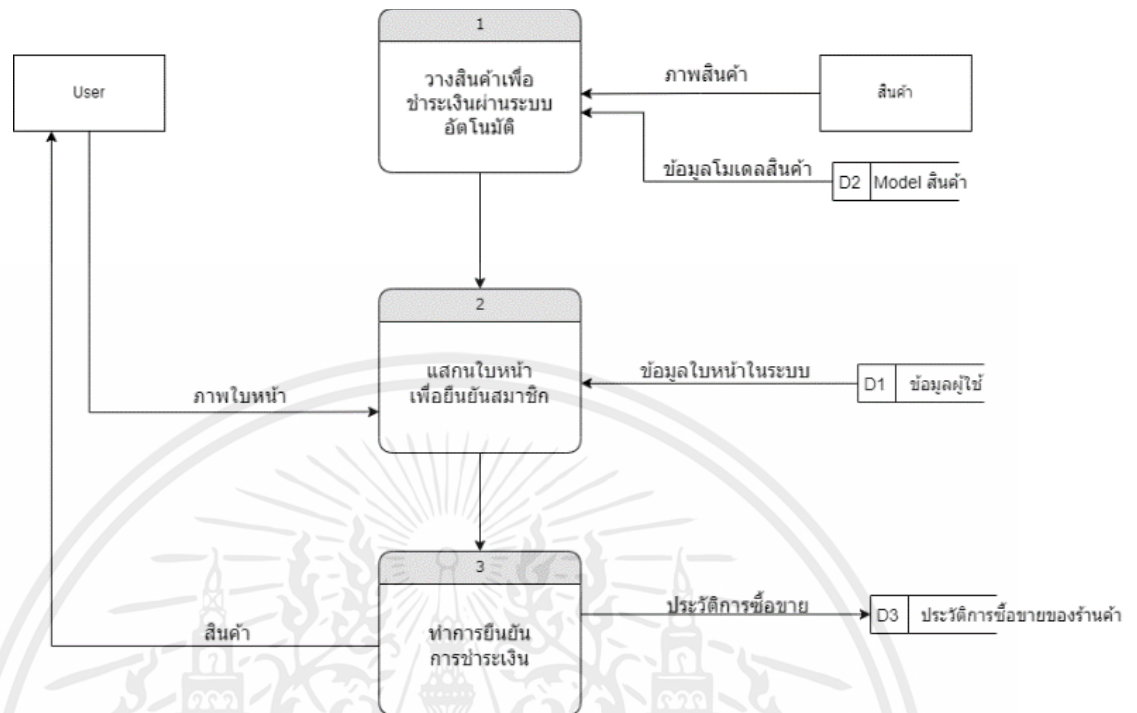 1
วางสินค้าเพื่อ
ชำระเงินผ่านระบบ
อัตโนมัติ
User
ภาพสินค้า
สินค้า
ข้อมูลโมเดลสินค้า
D2 Model สินค้า
2
แสกนใบหน้า
เพื่อยืนยันสมาชิก
ภาพใบหน้า
ข้อมูลใบหน้าในระบบ
D1 ข้อมูลผู้ใช้
3
ทำการยืนยัน
การชำระเงิน
สินค้า
ประวัติการซื้อขาย
D3 ประวัติการซื้อขายของร้านค้า